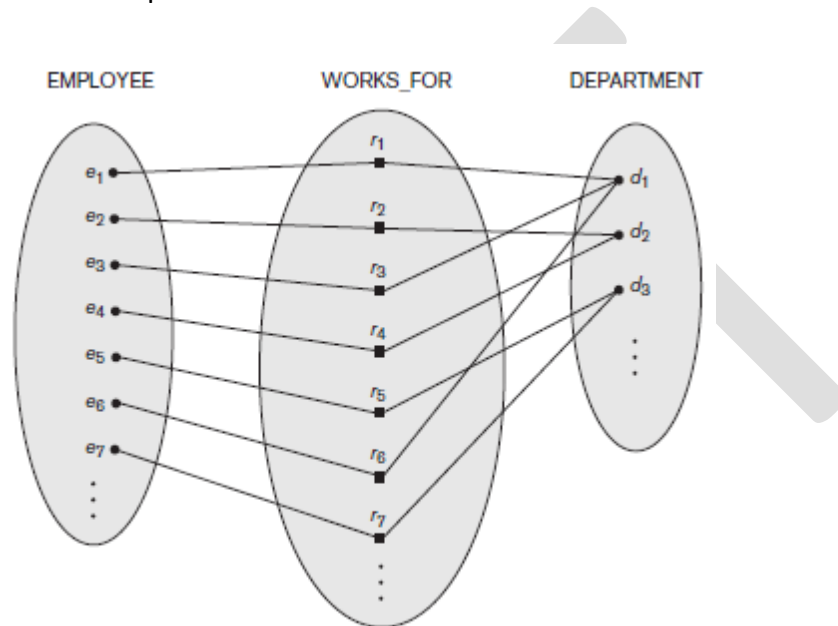 EMPLOYEE WORKS_FOR DEPARTMENT
e1 r1 d1
e2 r2 d2
e3 r3 d3
e4 r4
e5 r5
e6 r6
e7 r7